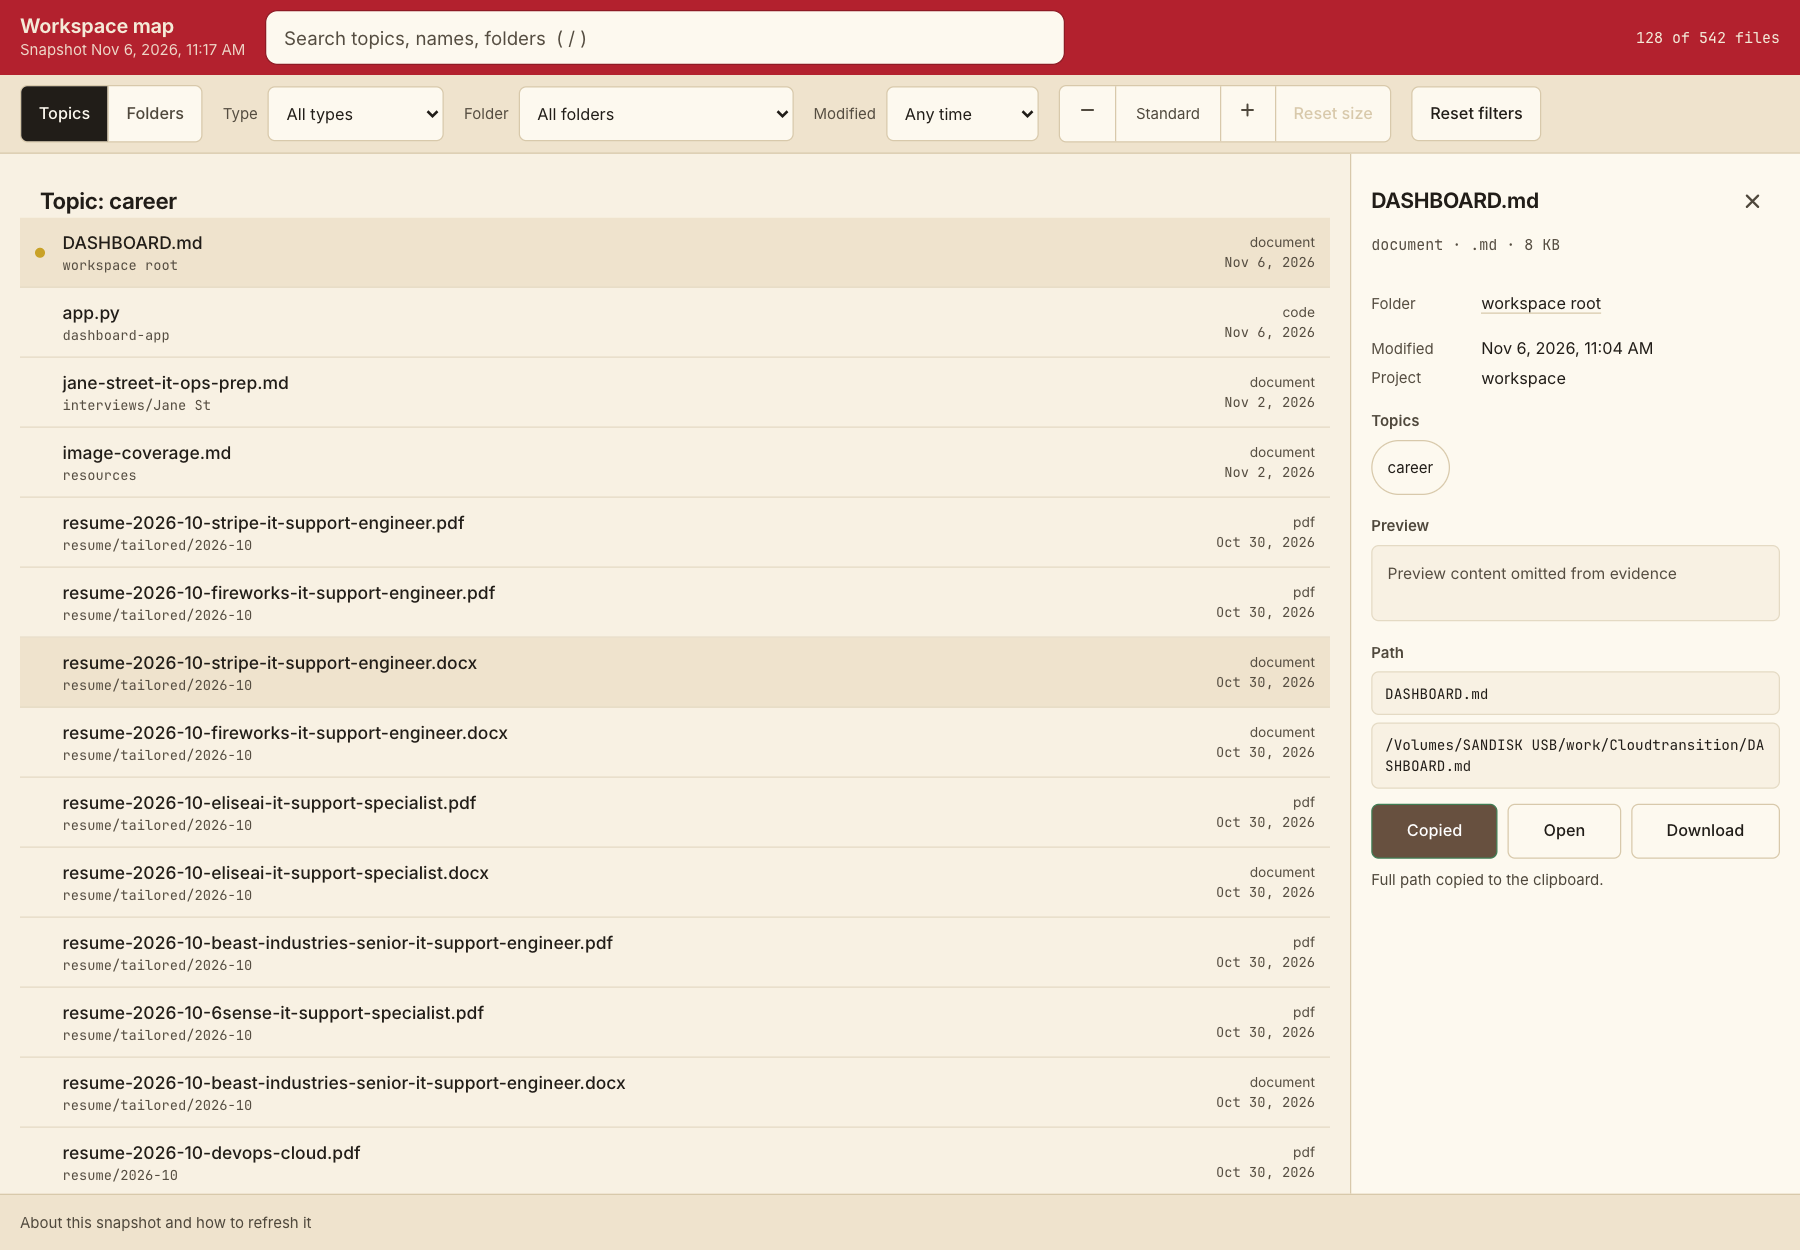 Workspace map
Snapshot Nov 6, 2026, 11:17 AM
Search topics, names, folders ( / )
128 of 542 files
Topics
Folders
Type
All types
Folder
All folders
Modified
Any time
−
Standard
+
Reset size
Reset filters
Topic: career
DASHBOARD.md
workspace root
document
Nov 6, 2026
app.py
dashboard-app
code
Nov 6, 2026
jane-street-it-ops-prep.md
interviews/Jane St
document
Nov 2, 2026
image-coverage.md
resources
document
Nov 2, 2026
resume-2026-10-stripe-it-support-engineer.pdf
resume/tailored/2026-10
pdf
Oct 30, 2026
resume-2026-10-fireworks-it-support-engineer.pdf
resume/tailored/2026-10
pdf
Oct 30, 2026
resume-2026-10-stripe-it-support-engineer.docx
resume/tailored/2026-10
document
Oct 30, 2026
resume-2026-10-fireworks-it-support-engineer.docx
resume/tailored/2026-10
document
Oct 30, 2026
resume-2026-10-eliseai-it-support-specialist.pdf
resume/tailored/2026-10
pdf
Oct 30, 2026
resume-2026-10-eliseai-it-support-specialist.docx
resume/tailored/2026-10
document
Oct 30, 2026
resume-2026-10-beast-industries-senior-it-support-engineer.pdf
resume/tailored/2026-10
pdf
Oct 30, 2026
resume-2026-10-6sense-it-support-specialist.pdf
resume/tailored/2026-10
pdf
Oct 30, 2026
resume-2026-10-beast-industries-senior-it-support-engineer.docx
resume/tailored/2026-10
document
Oct 30, 2026
resume-2026-10-devops-cloud.pdf
resume/2026-10
pdf
Oct 30, 2026
DASHBOARD.md
×
document · .md · 8 KB
Folder
workspace root
Modified
Nov 6, 2026, 11:04 AM
Project
workspace
Topics
career
Preview
Preview content omitted from evidence
Path
DASHBOARD.md
/Volumes/SANDISK USB/work/Cloudtransition/DA
SHBOARD.md
Copied
Open
Download
Full path copied to the clipboard.
About this snapshot and how to refresh it